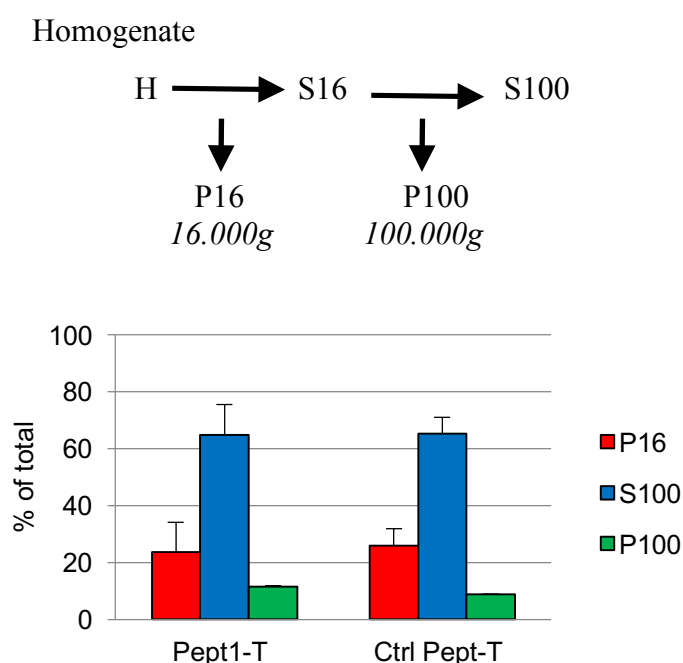 Homogenate
H S16 S100
P16 P100
16.000g 100.000g
100
80
60
40
20
0
% of total
Pept1-T Ctrl Pept-T
P16
S100
P100